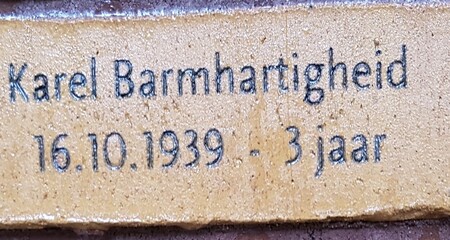 Karel Barmhartigheid
16.10.1939 - 3 jaar